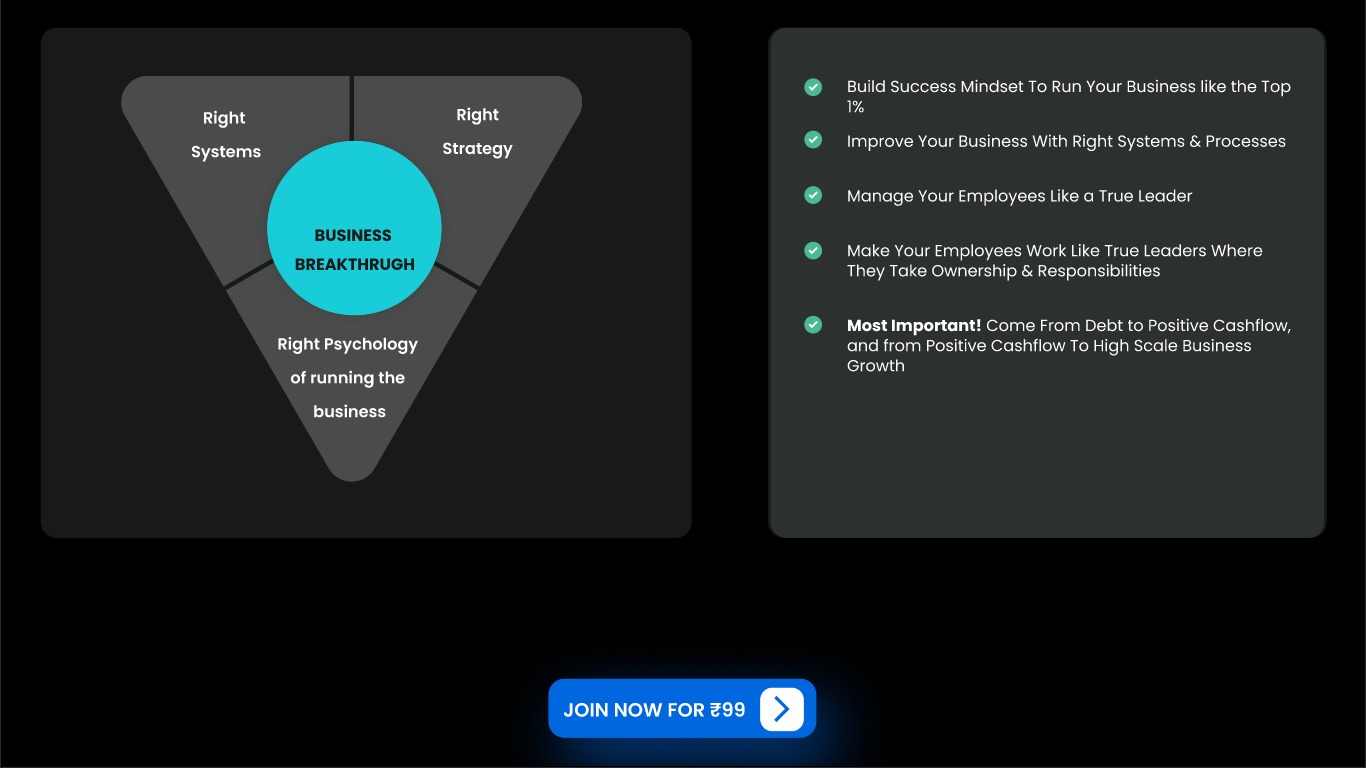 Right
Systems
Right
Strategy
BUSINESS
BREAKTHRUGH
Right Psychology
of running the
business
Build Success Mindset To Run Your Business like the Top
1%
Improve Your Business With Right Systems & Processes
Manage Your Employees Like a True Leader
Make Your Employees Work Like True Leaders Where
They Take Ownership & Responsibilities
Most Important! Come From Debt to Positive Cashflow,
and from Positive Cashflow To High Scale Business
Growth
JOIN NOW FOR ₹99